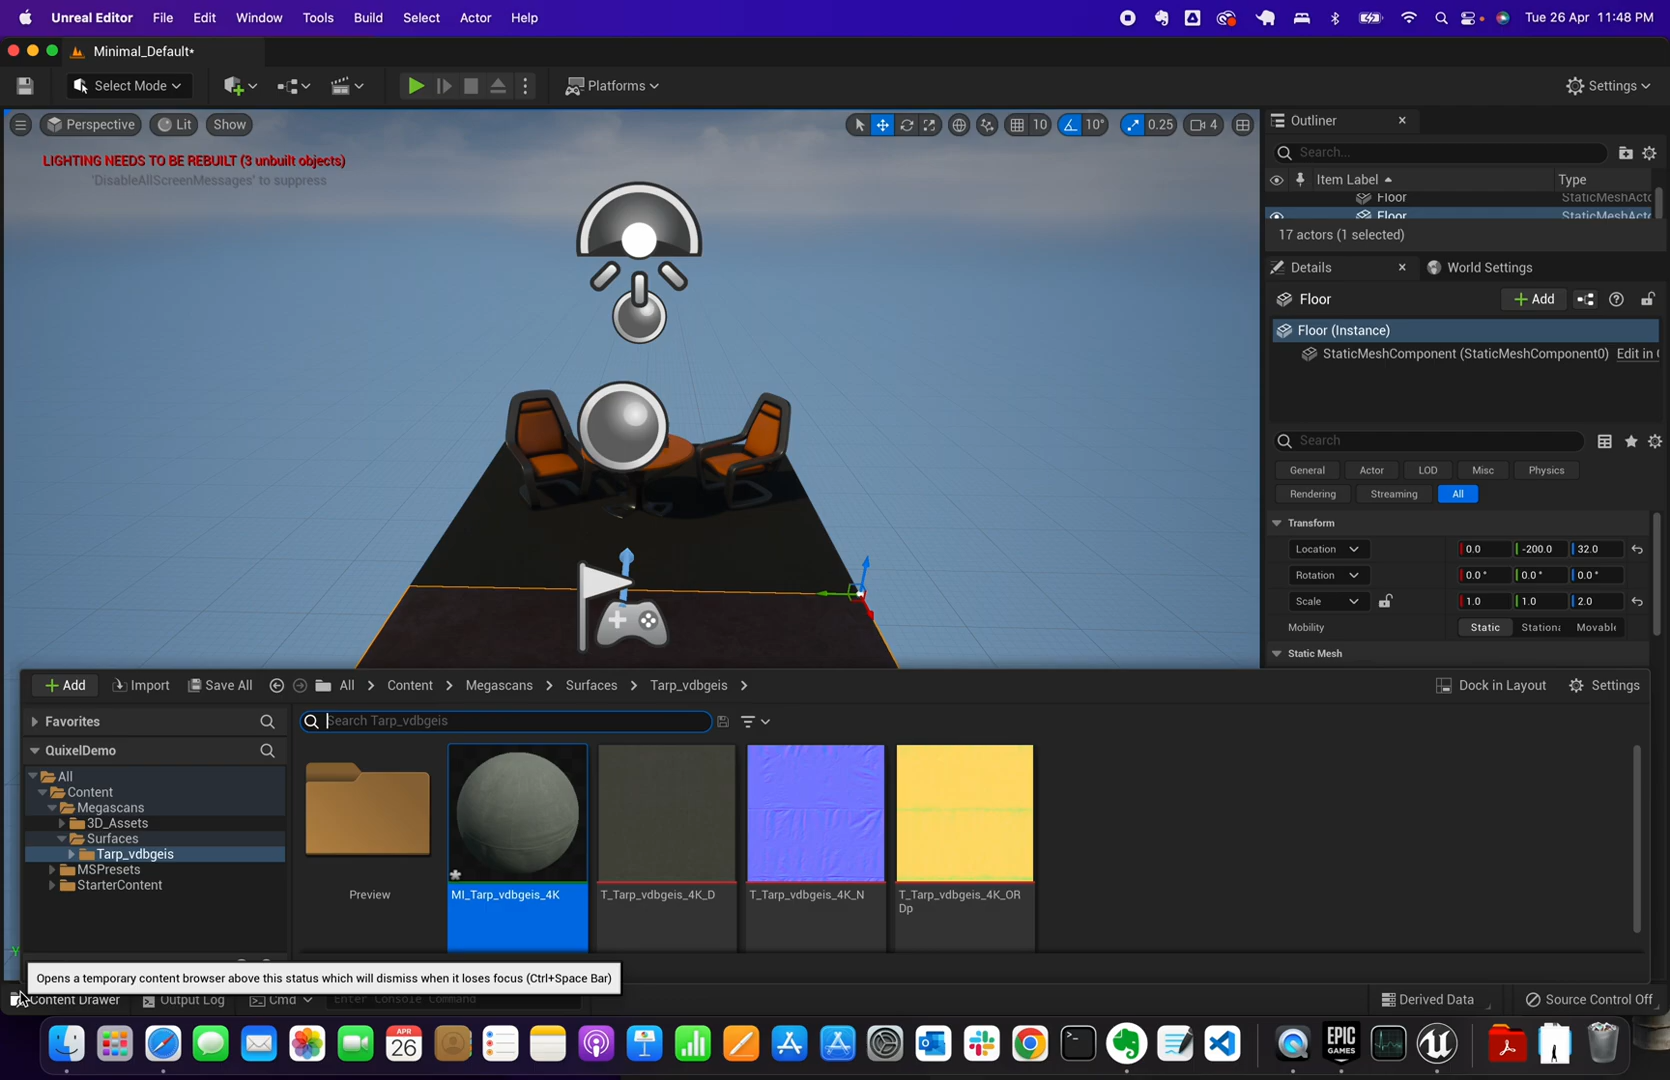 Unreal Editor File Edit Window Tools Build Select Actor Help Tue 26 Apr 11:48 PM
Minimal_Default*
Select Mode Platforms Settings
Perspective Lit Show 10 10° 0.25 4
LIGHTING NEEDS TO BE REBUILT (3 unbuilt objects)
'DisableAllScreenMessages' to suppress
Outliner
Search...
Item Label Type
Floor StaticMeshActo
Floor StaticMeshActo
17 actors (1 selected)
Details World Settings
Floor + Add
Floor (Instance)
StaticMeshComponent (StaticMeshComponent0) Edit in
Search
General Actor LOD Misc Physics
Rendering Streaming All
Transform
Location 0.0 -200.0 32.0
Rotation 0.0° 0.0° 0.0°
Scale 1.0 1.0 2.0
Mobility Static Stationa Movable
Static Mesh
+ Add Import Save All All > Content > Megascans > Surfaces > Tarp_vdbgeis > Dock in Layout Settings
Favorites
Search Tarp_vdbgeis
QuixelDemo
All
Content
Megascans
3D_Assets
Surfaces
Tarp_vdbgeis
MSPresets
StarterContent
Preview
MI_Tarp_vdbgeis_4K
T_Tarp_vdbgeis_4K_D
T_Tarp_vdbgeis_4K_N
T_Tarp_vdbgeis_4K_OR
Dp
Opens a temporary content browser above this status which will dismiss when it loses focus (Ctrl+Space Bar)
Content Drawer Output Log Cmd Enter Console Command Derived Data Source Control Off
APR
26
EPIC
GAMES